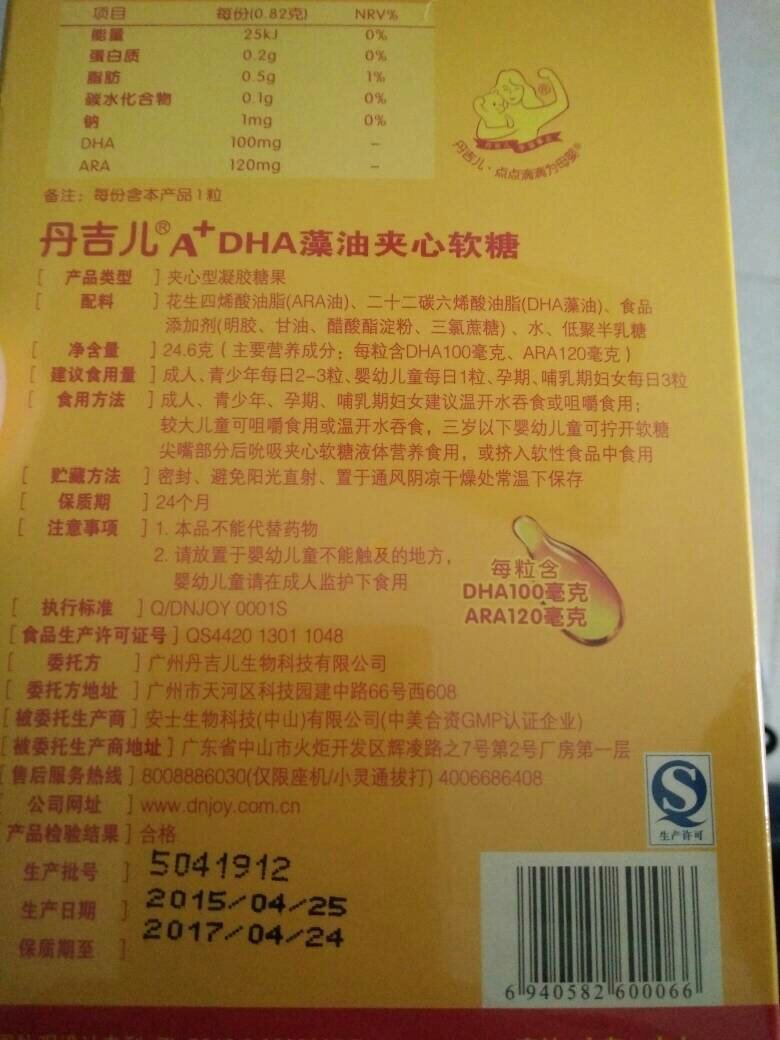 项目 每份(0.82克) NRV%
能量 25kJ 0%
蛋白质 0.2g 0%
脂肪 0.5g 1%
碳水化合物 0.1g 0%
钠 1mg 0%
DHA 100mg –
ARA 120mg –
备注：每份含本产品1粒
丹吉儿·点点滴滴为母婴®
丹吉儿®A+DHA藻油夹心软糖
[ 产品类型 ] 夹心型凝胶糖果
[ 配料 ] 花生四烯酸油脂(ARA油)、二十二碳六烯酸油脂(DHA藻油)、食品
添加剂(明胶、甘油、醋酸酯淀粉、三氯蔗糖)、水、低聚半乳糖
[ 净含量 ] 24.6克（主要营养成分：每粒含DHA100毫克、ARA120毫克）
[ 建议食用量 ] 成人、青少年每日2-3粒、婴幼儿童每日1粒、孕期、哺乳期妇女每日3粒
[ 食用方法 ] 成人、青少年、孕期、哺乳期妇女建议温开水吞食或咀嚼食用；
较大儿童可咀嚼食用或温开水吞食，三岁以下婴幼儿童可拧开软糖
尖嘴部分后吮吸夹心软糖液体营养食用，或挤入软性食品中食用
[ 贮藏方法 ] 密封、避免阳光直射、置于通风阴凉干燥处常温下保存
[ 保质期 ] 24个月
[ 注意事项 ] 1. 本品不能代替药物
2. 请放置于婴幼儿童不能触及的地方，
婴幼儿童请在成人监护下食用
每粒含
DHA100毫克
ARA120毫克
[ 执行标准 ] Q/DNJOY 0001S
[ 食品生产许可证号 ] QS4420 1301 1048
[ 委托方 ] 广州丹吉儿生物科技有限公司
[ 委托方地址 ] 广州市天河区科技园建中路66号西608
[ 被委托生产商 ] 安士生物科技(中山)有限公司(中美合资GMP认证企业)
[ 被委托生产商地址 ] 广东省中山市火炬开发区辉凌路之7号第2号厂房第一层
[ 售后服务热线 ] 8008886030(仅限座机/小灵通拔打) 4006686408
[ 公司网址 ] www.dnjoy.com.cn
[ 产品检验结果 ] 合格
生产许可
生产批号 ] 5041912
生产日期 ] 2015/04/25
保质期至 ] 2017/04/24
6 940582 600066